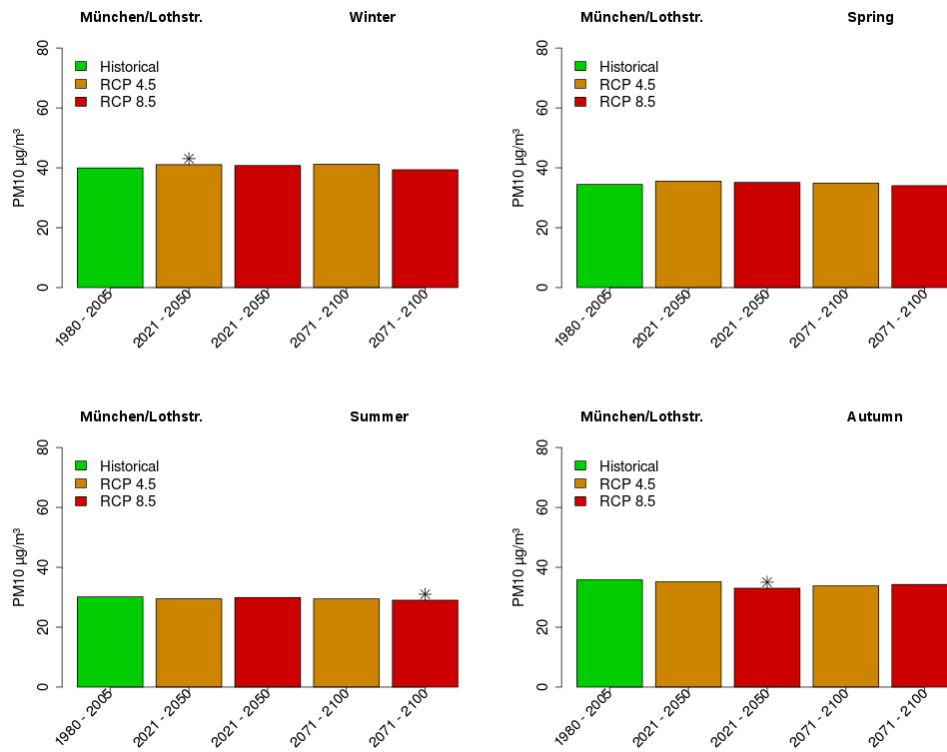 München/Lothstr. Winter
80
60
40
20
0
PM10 µg/m³
Historical
RCP 4.5
RCP 8.5
1980 - 2005
2021 - 2050
2021 - 2050
2071 - 2100
2071 - 2100
München/Lothstr. Spring
80
60
40
20
0
PM10 µg/m³
Historical
RCP 4.5
RCP 8.5
1980 - 2005
2021 - 2050
2021 - 2050
2071 - 2100
2071 - 2100
München/Lothstr. Summer
80
60
40
20
0
PM10 µg/m³
Historical
RCP 4.5
RCP 8.5
1980 - 2005
2021 - 2050
2021 - 2050
2071 - 2100
2071 - 2100
München/Lothstr. Autumn
80
60
40
20
0
PM10 µg/m³
Historical
RCP 4.5
RCP 8.5
1980 - 2005
2021 - 2050
2021 - 2050
2071 - 2100
2071 - 2100